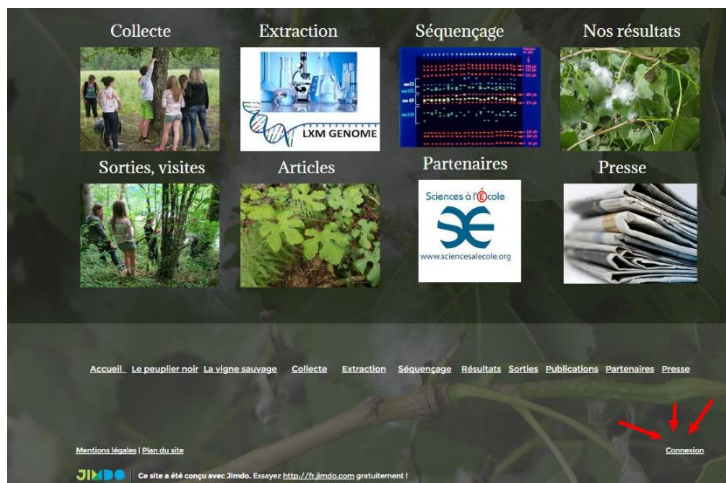 Collecte
Extraction
Séquençage
Nos résultats
LXM GENOME
Sorties, visites
Articles
Partenaires
Presse
Sciences à l'École
www.sciencesalecole.org
Accueil Le peuplier noir La vigne sauvage Collecte Extraction Séquençage Résultats Sorties Publications Partenaires Presse
Mentions légales | Plan du site
Connexion
JIMDO Ce site a été conçu avec Jimdo. Essayez http://fr.jimdo.com gratuitement !